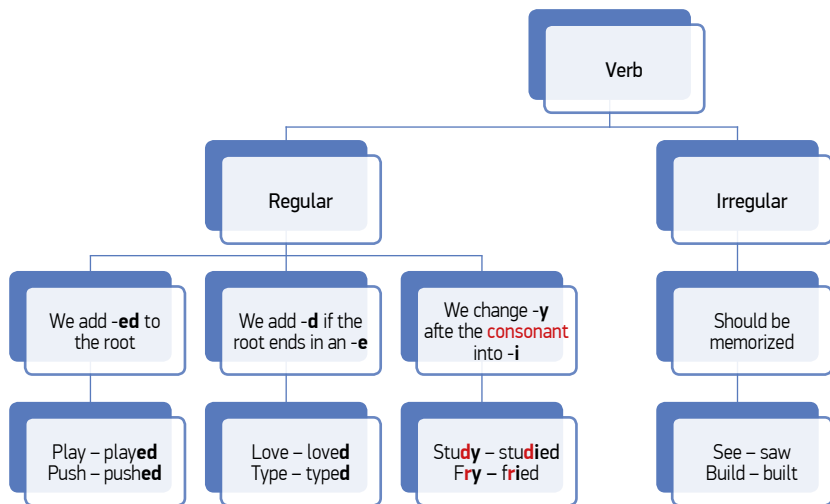 Verb
Regular
Irregular
We add -ed to
the root
We add -d if the
root ends in an -e
We change -y
afte the consonant
into -i
Should be
memorized
Play – played
Push – pushed
Love – loved
Type – typed
Study – studied
Fry – fried
See – saw
Build – built